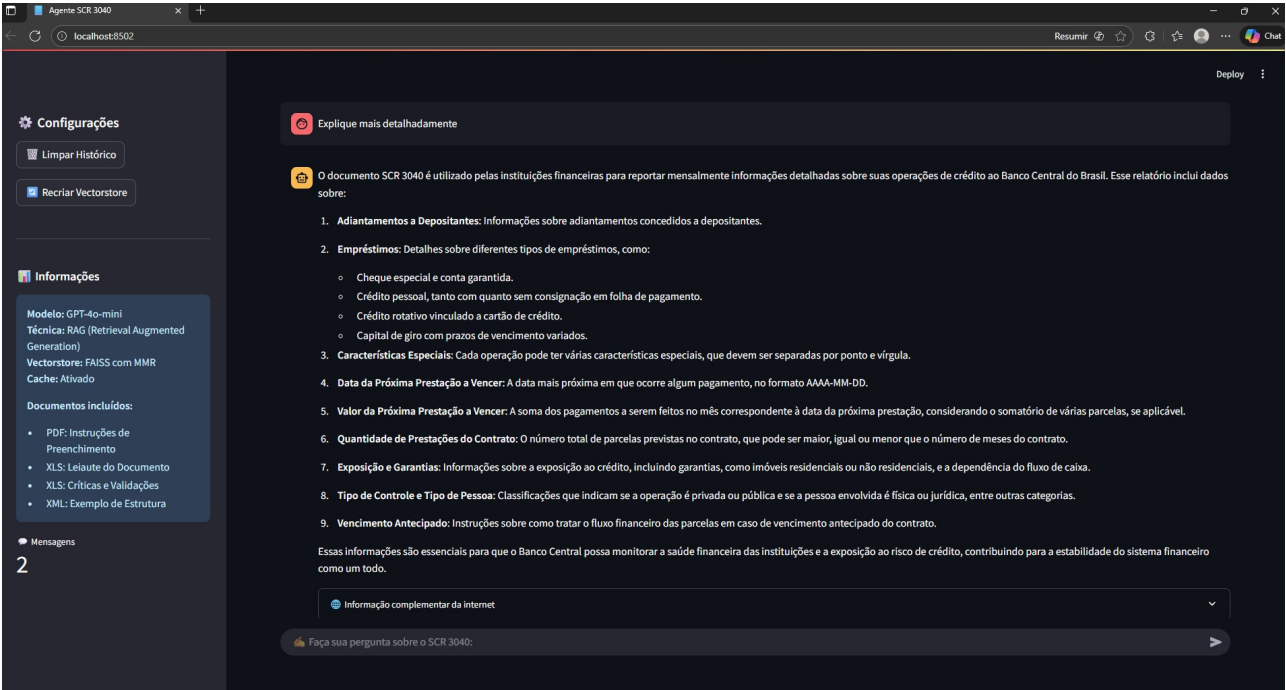 Agente SCR 3040
localhost:8502
Resumir
Chat
Deploy
Configurações
Limpar Histórico
Recriar Vectorstore
Informações
Modelo: GPT-4o-mini
Técnica: RAG (Retrieval Augmented
Generation)
Vectorstore: FAISS com MMR
Cache: Ativado
Documentos incluídos:
• PDF: Instruções de
Preenchimento
• XLS: Leiaute do Documento
• XLS: Críticas e Validações
• XML: Exemplo de Estrutura
Mensagens
2
Explique mais detalhadamente
O documento SCR 3040 é utilizado pelas instituições financeiras para reportar mensalmente informações detalhadas sobre suas operações de crédito ao Banco Central do Brasil. Esse relatório inclui dados
sobre:
1. Adiantamentos a Depositantes: Informações sobre adiantamentos concedidos a depositantes.
2. Empréstimos: Detalhes sobre diferentes tipos de empréstimos, como:
Cheque especial e conta garantida.
Crédito pessoal, tanto com quanto sem consignação em folha de pagamento.
Crédito rotativo vinculado a cartão de crédito.
Capital de giro com prazos de vencimento variados.
3. Características Especiais: Cada operação pode ter várias características especiais, que devem ser separadas por ponto e vírgula.
4. Data da Próxima Prestação a Vencer: A data mais próxima em que ocorre algum pagamento, no formato AAAA-MM-DD.
5. Valor da Próxima Prestação a Vencer: A soma dos pagamentos a serem feitos no mês correspondente à data da próxima prestação, considerando o somatório de várias parcelas, se aplicável.
6. Quantidade de Prestações do Contrato: O número total de parcelas previstas no contrato, que pode ser maior, igual ou menor que o número de meses do contrato.
7. Exposição e Garantias: Informações sobre a exposição ao crédito, incluindo garantias, como imóveis residenciais ou não residenciais, e a dependência do fluxo de caixa.
8. Tipo de Controle e Tipo de Pessoa: Classificações que indicam se a operação é privada ou pública e se a pessoa envolvida é física ou jurídica, entre outras categorias.
9. Vencimento Antecipado: Instruções sobre como tratar o fluxo financeiro das parcelas em caso de vencimento antecipado do contrato.
Essas informações são essenciais para que o Banco Central possa monitorar a saúde financeira das instituições e a exposição ao risco de crédito, contribuindo para a estabilidade do sistema financeiro
como um todo.
Informação complementar da internet
Faça sua pergunta sobre o SCR 3040: